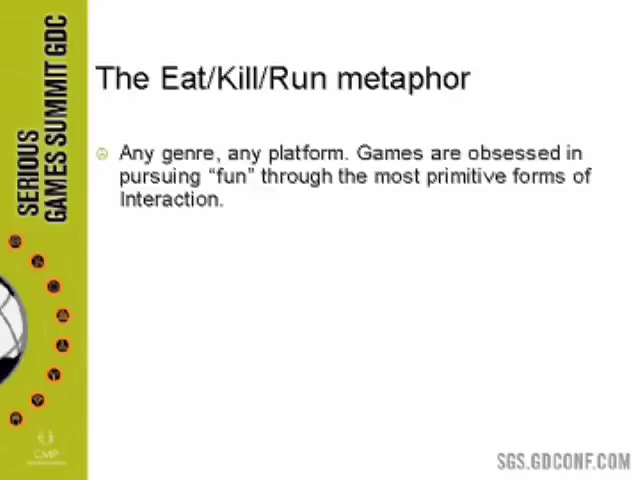 SERIOUS
GAMES SUMMIT GDC
The Eat/Kill/Run metaphor
Any genre, any platform. Games are obsessed in
pursuing “fun” through the most primitive forms of
Interaction.
CMP
SGS.GDCONF.COM